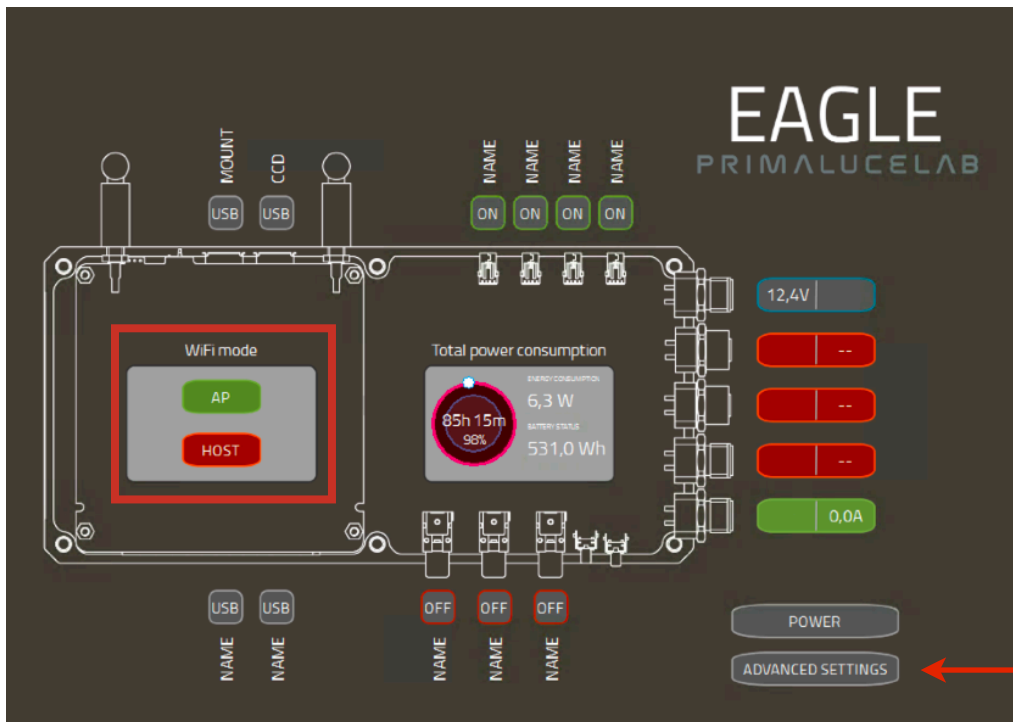 EAGLE
PRIMALUCELAB
MOUNT
CCD
NAME
NAME
NAME
NAME
USB
USB
ON
ON
ON
ON
12,4V
WiFi mode
AP
HOST
Total power consumption
ENERGY CONSUMPTION
6,3 W
85h 15m
98%
BATTERY STATUS
531,0 Wh
--
--
--
0,0A
USB
USB
OFF
OFF
OFF
NAME
NAME
NAME
NAME
NAME
POWER
ADVANCED SETTINGS